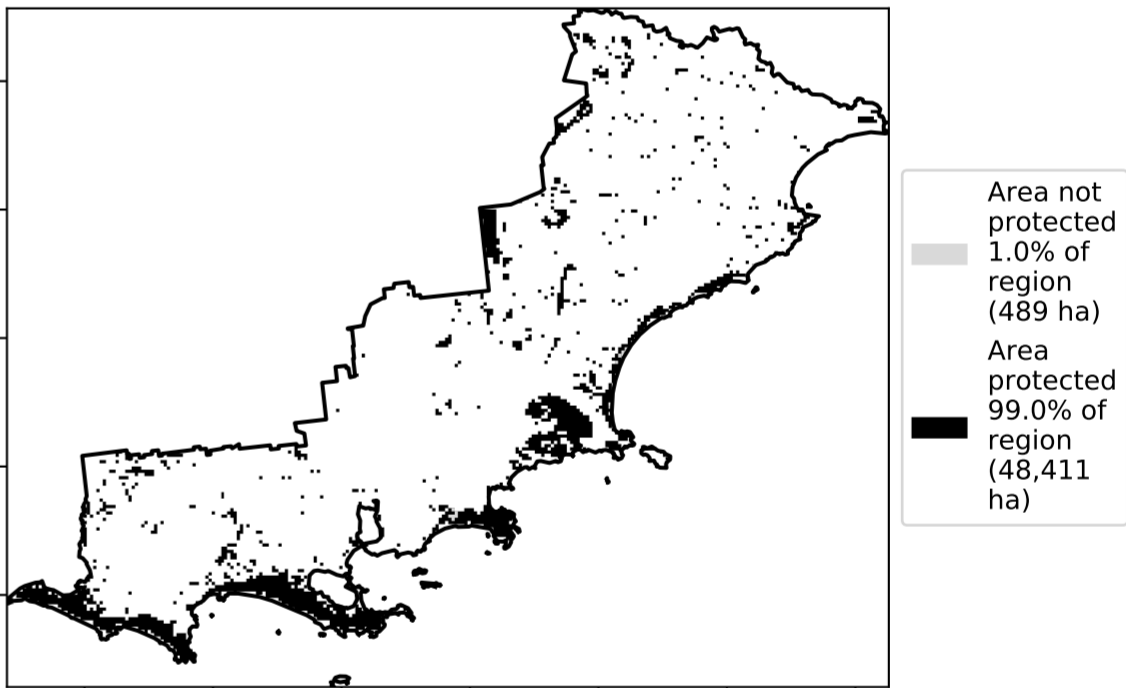 Area not
protected
1.0% of
region
(489 ha)
Area
protected
99.0% of
region
(48,411
ha)